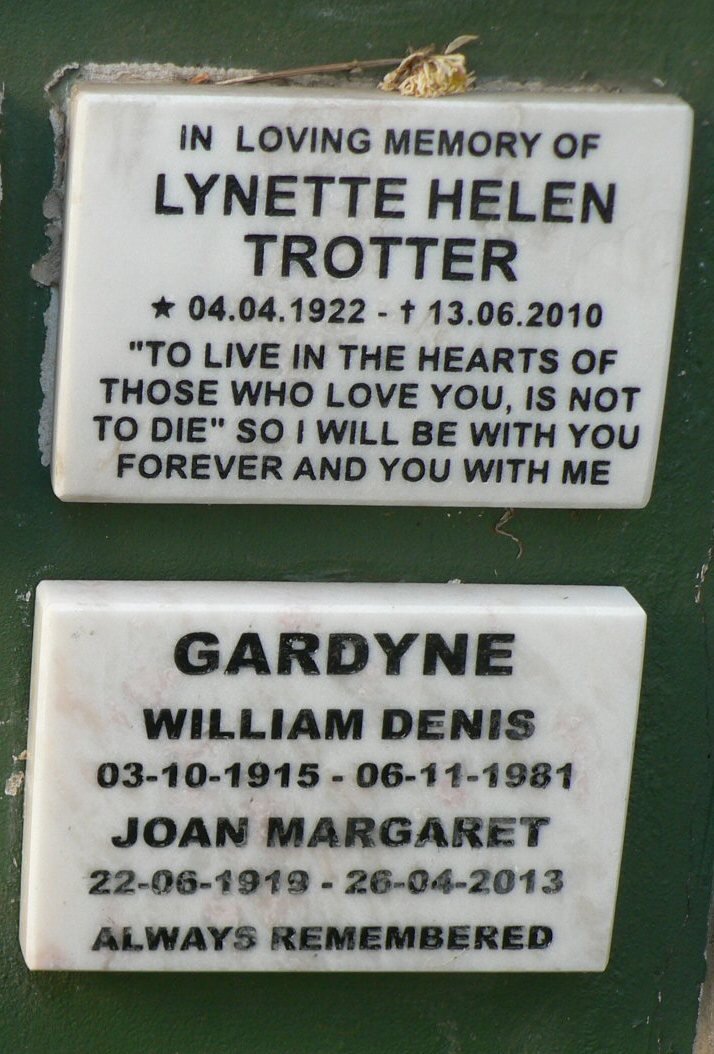 IN LOVING MEMORY OF
LYNETTE HELEN
TROTTER
★ 04.04.1922 - † 13.06.2010
"TO LIVE IN THE HEARTS OF
THOSE WHO LOVE YOU, IS NOT
TO DIE" SO I WILL BE WITH YOU
FOREVER AND YOU WITH ME
GARDYNE
WILLIAM DENIS
03-10-1915 - 06-11-1981
JOAN MARGARET
22-06-1919 - 26-04-2013
ALWAYS REMEMBERED